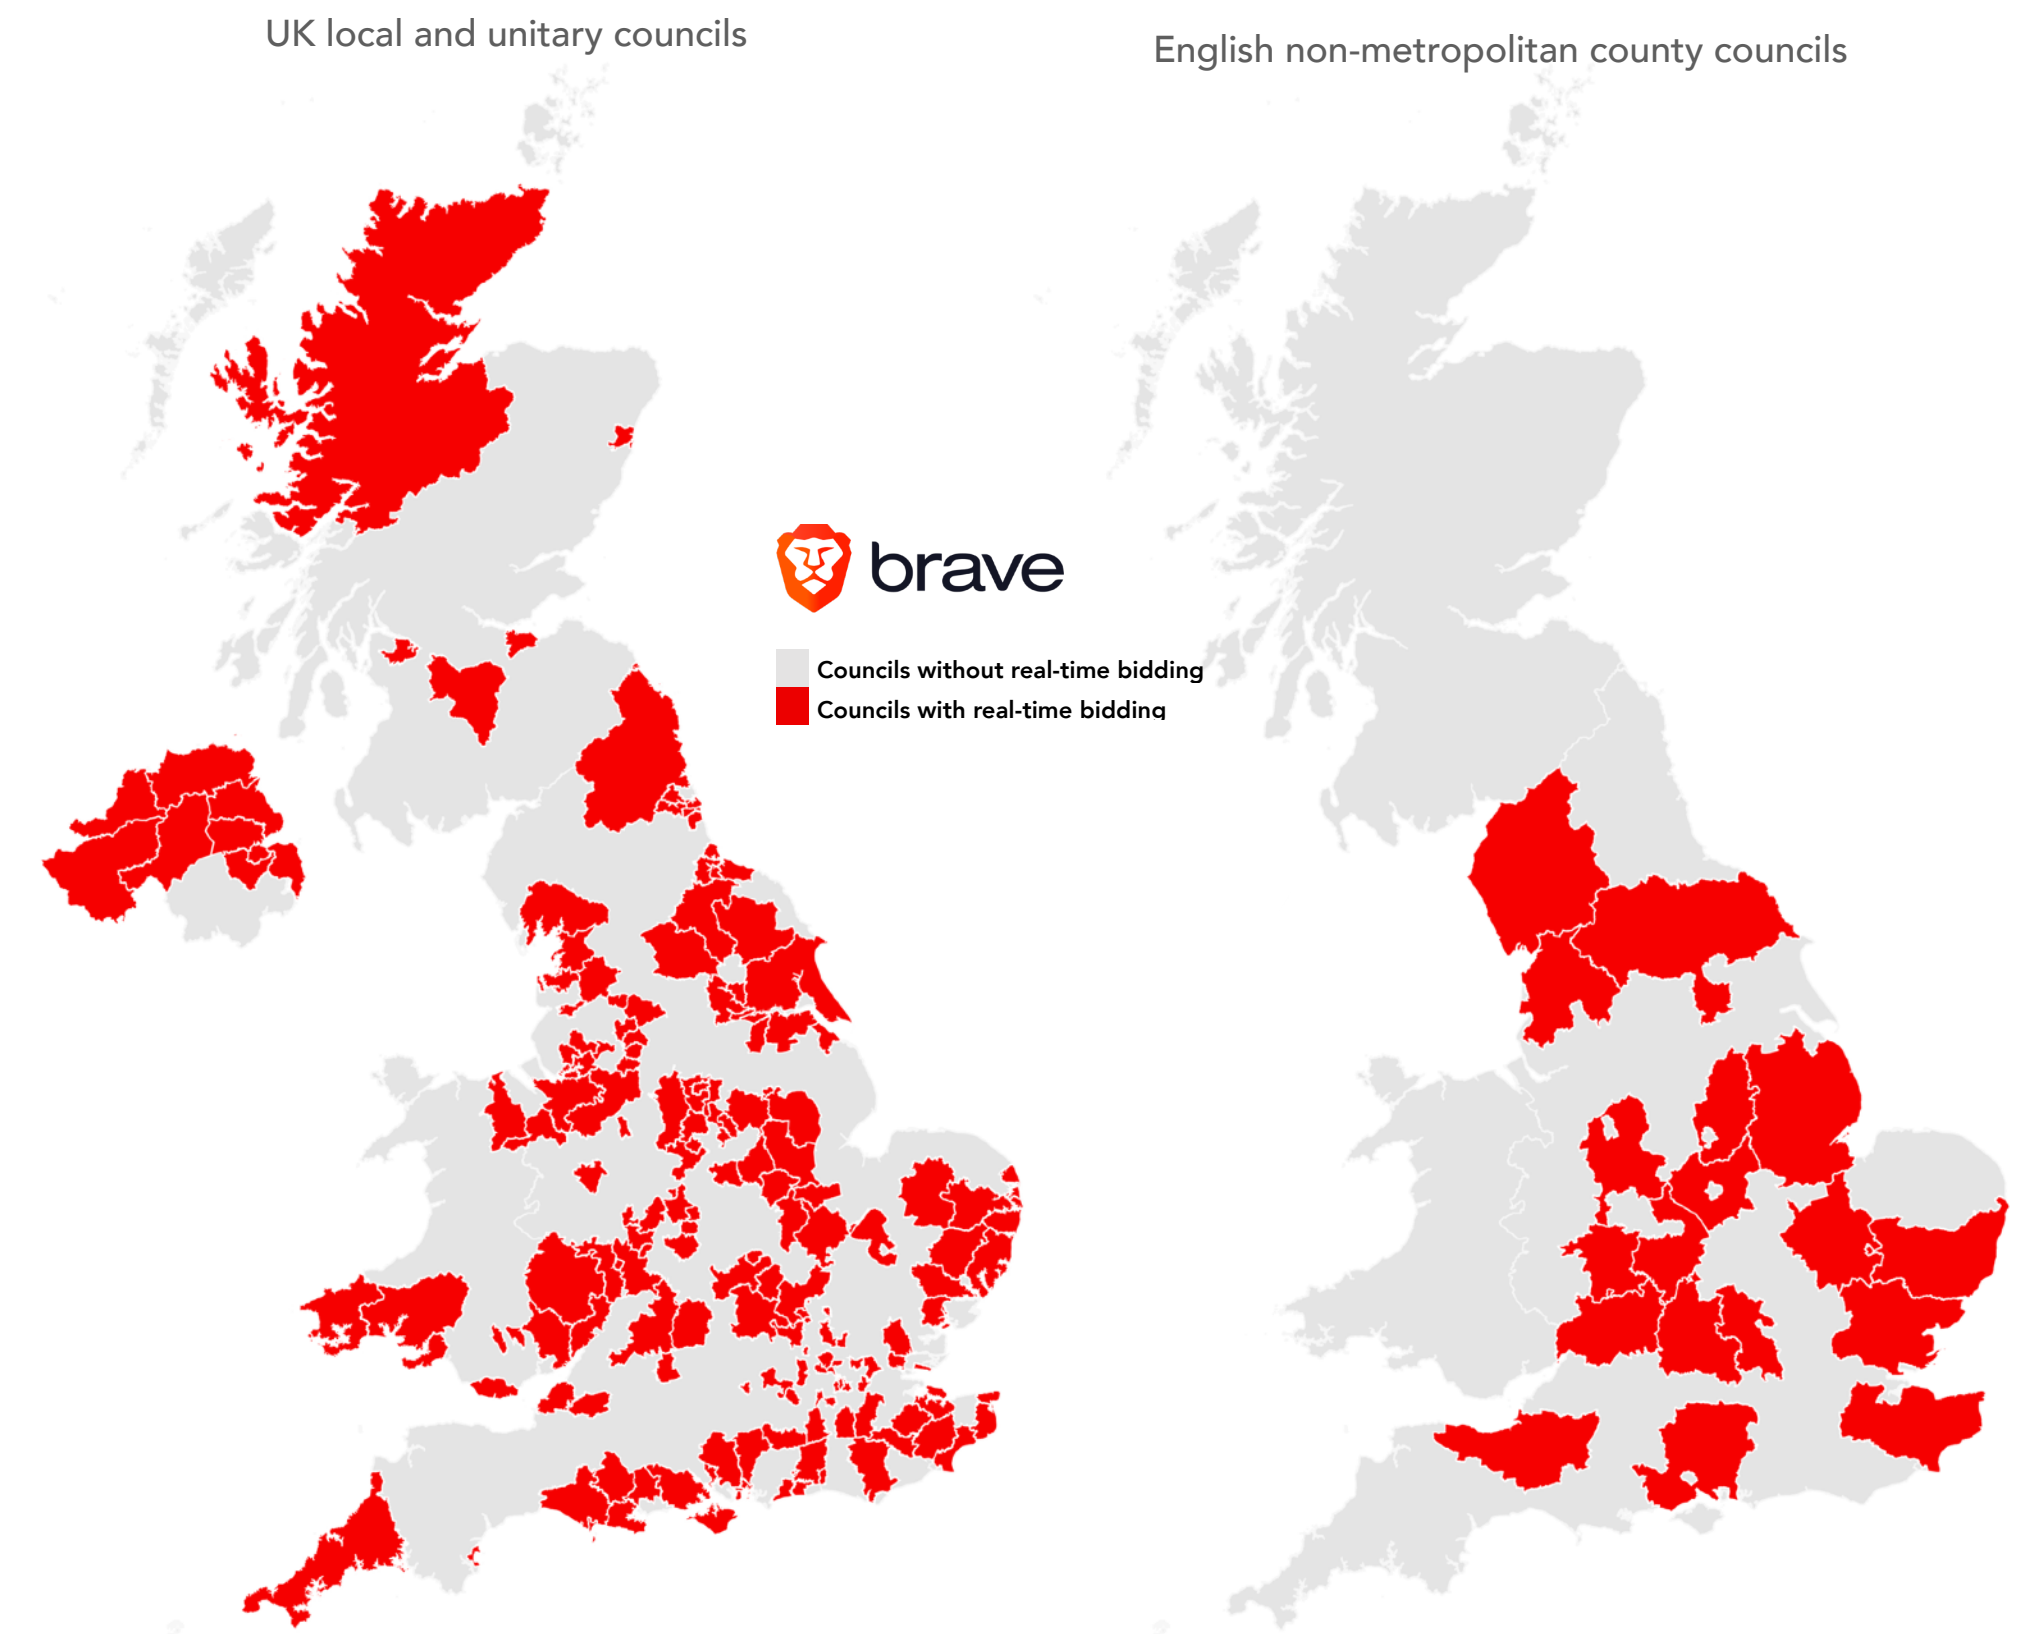 UK local and unitary councils
English non-metropolitan county councils
brave
Councils without real-time bidding
Councils with real-time bidding